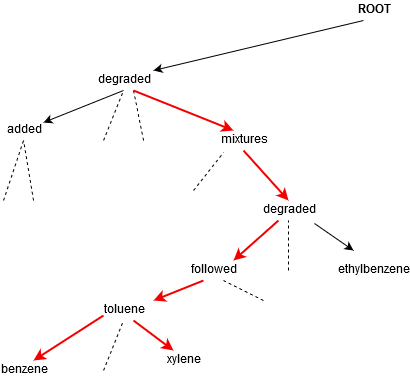 ROOT
degraded
added
mixtures
degraded
followed
ethylbenzene
toluene
benzene
xylene